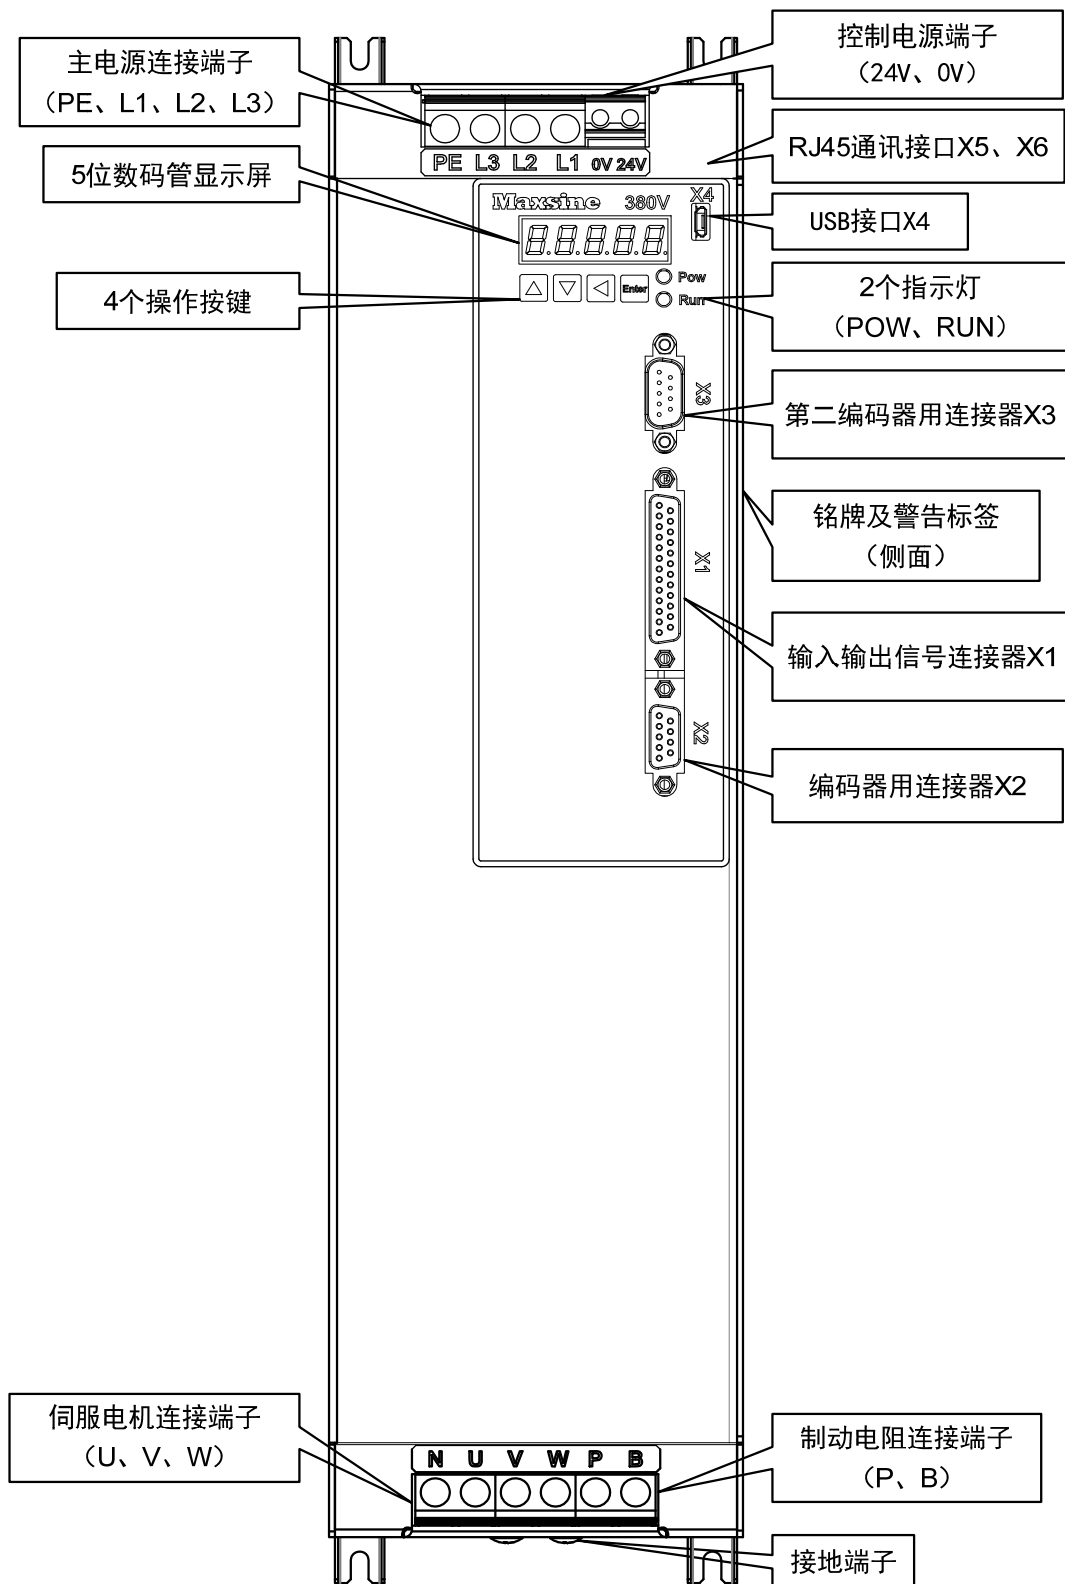 主电源连接端子
（PE、L1、L2、L3）
控制电源端子
（24V、0V）
PE L3 L2 L1 0V 24V
RJ45通讯接口X5、X6
5位数码管显示屏
Maxsine 380V X4
USB接口X4
8.8.8.8.8.
4个操作按键
Enter
Pow
Run
2个指示灯
（POW、RUN）
X3
第二编码器用连接器X3
铭牌及警告标签
（侧面）
X1
输入输出信号连接器X1
X2
编码器用连接器X2
伺服电机连接端子
（U、V、W）
N U V W P B
制动电阻连接端子
（P、B）
接地端子